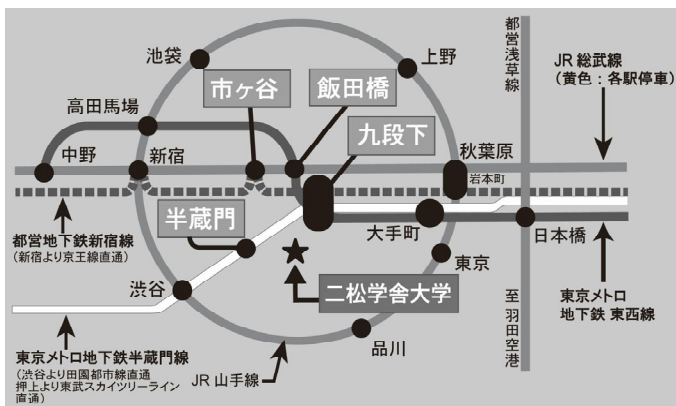 池袋
上野
都営浅草線
JR 総武線
(黄色：各駅停車)
市ヶ谷
飯田橋
高田馬場
九段下
中野
新宿
秋葉原
岩本町
半蔵門
大手町
日本橋
都営地下鉄新宿線
(新宿より京王線直通)
東京
渋谷
二松学舎大学
東京メトロ
地下鉄 東西線
品川
至 羽田空港
東京メトロ地下鉄半蔵門線
(渋谷より田園都市線直通
押上より東武スカイツリーライン
直通)
JR 山手線